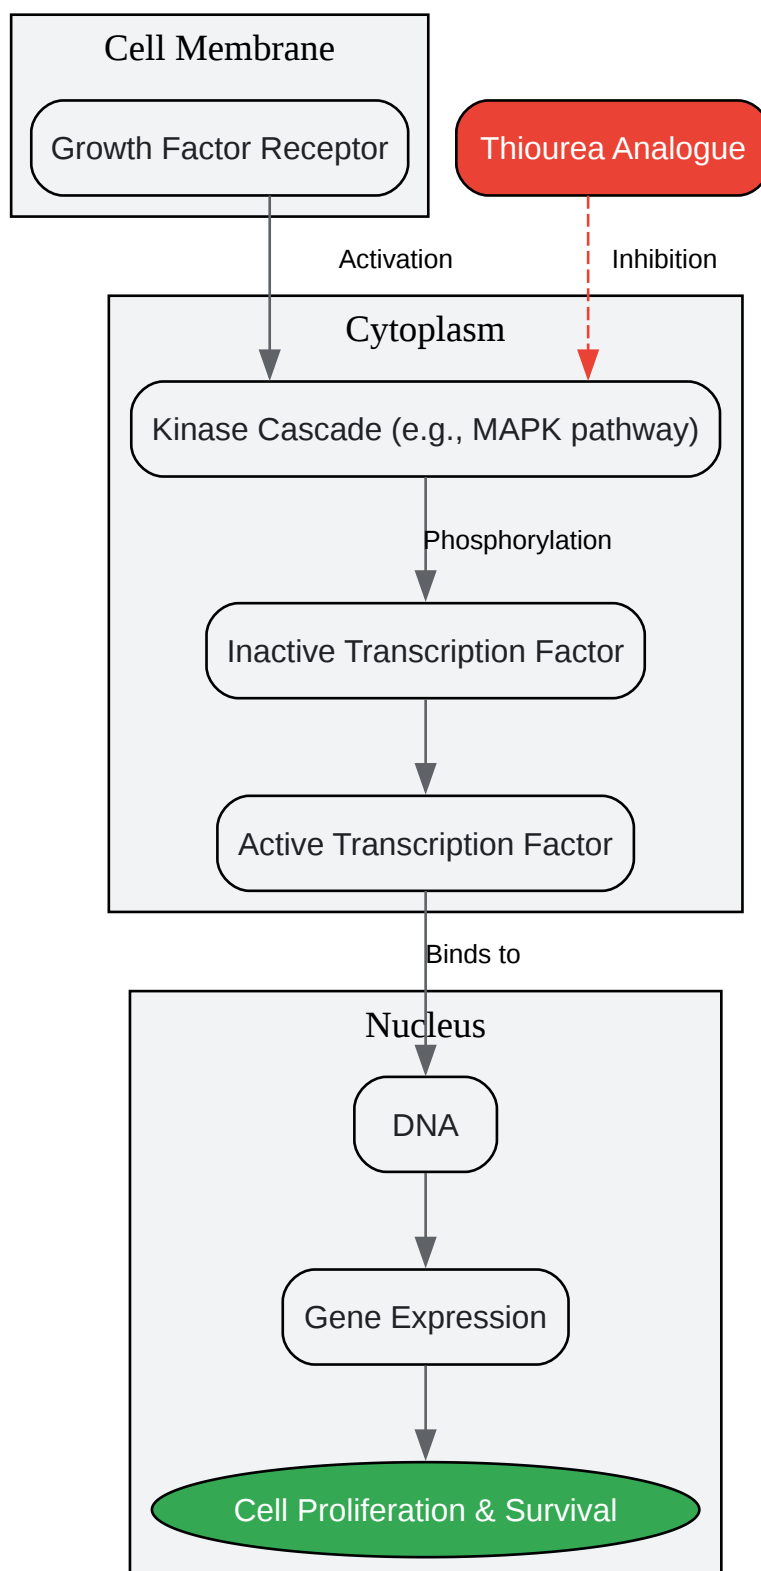 Cell Membrane
Growth Factor Receptor
Thiourea Analogue
Activation
Inhibition
Cytoplasm
Kinase Cascade (e.g., MAPK pathway)
Phosphorylation
Inactive Transcription Factor
Active Transcription Factor
Binds to
Nucleus
DNA
Gene Expression
Cell Proliferation & Survival